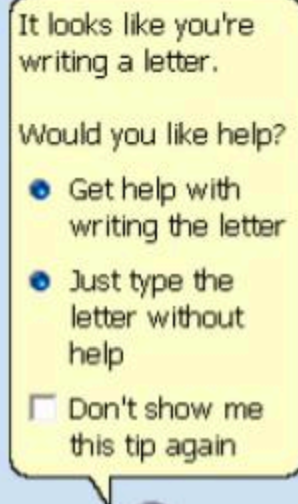 It looks like you're
writing a letter.
Would you like help?
Get help with
writing the letter
Just type the
letter without
help
Don't show me
this tip again